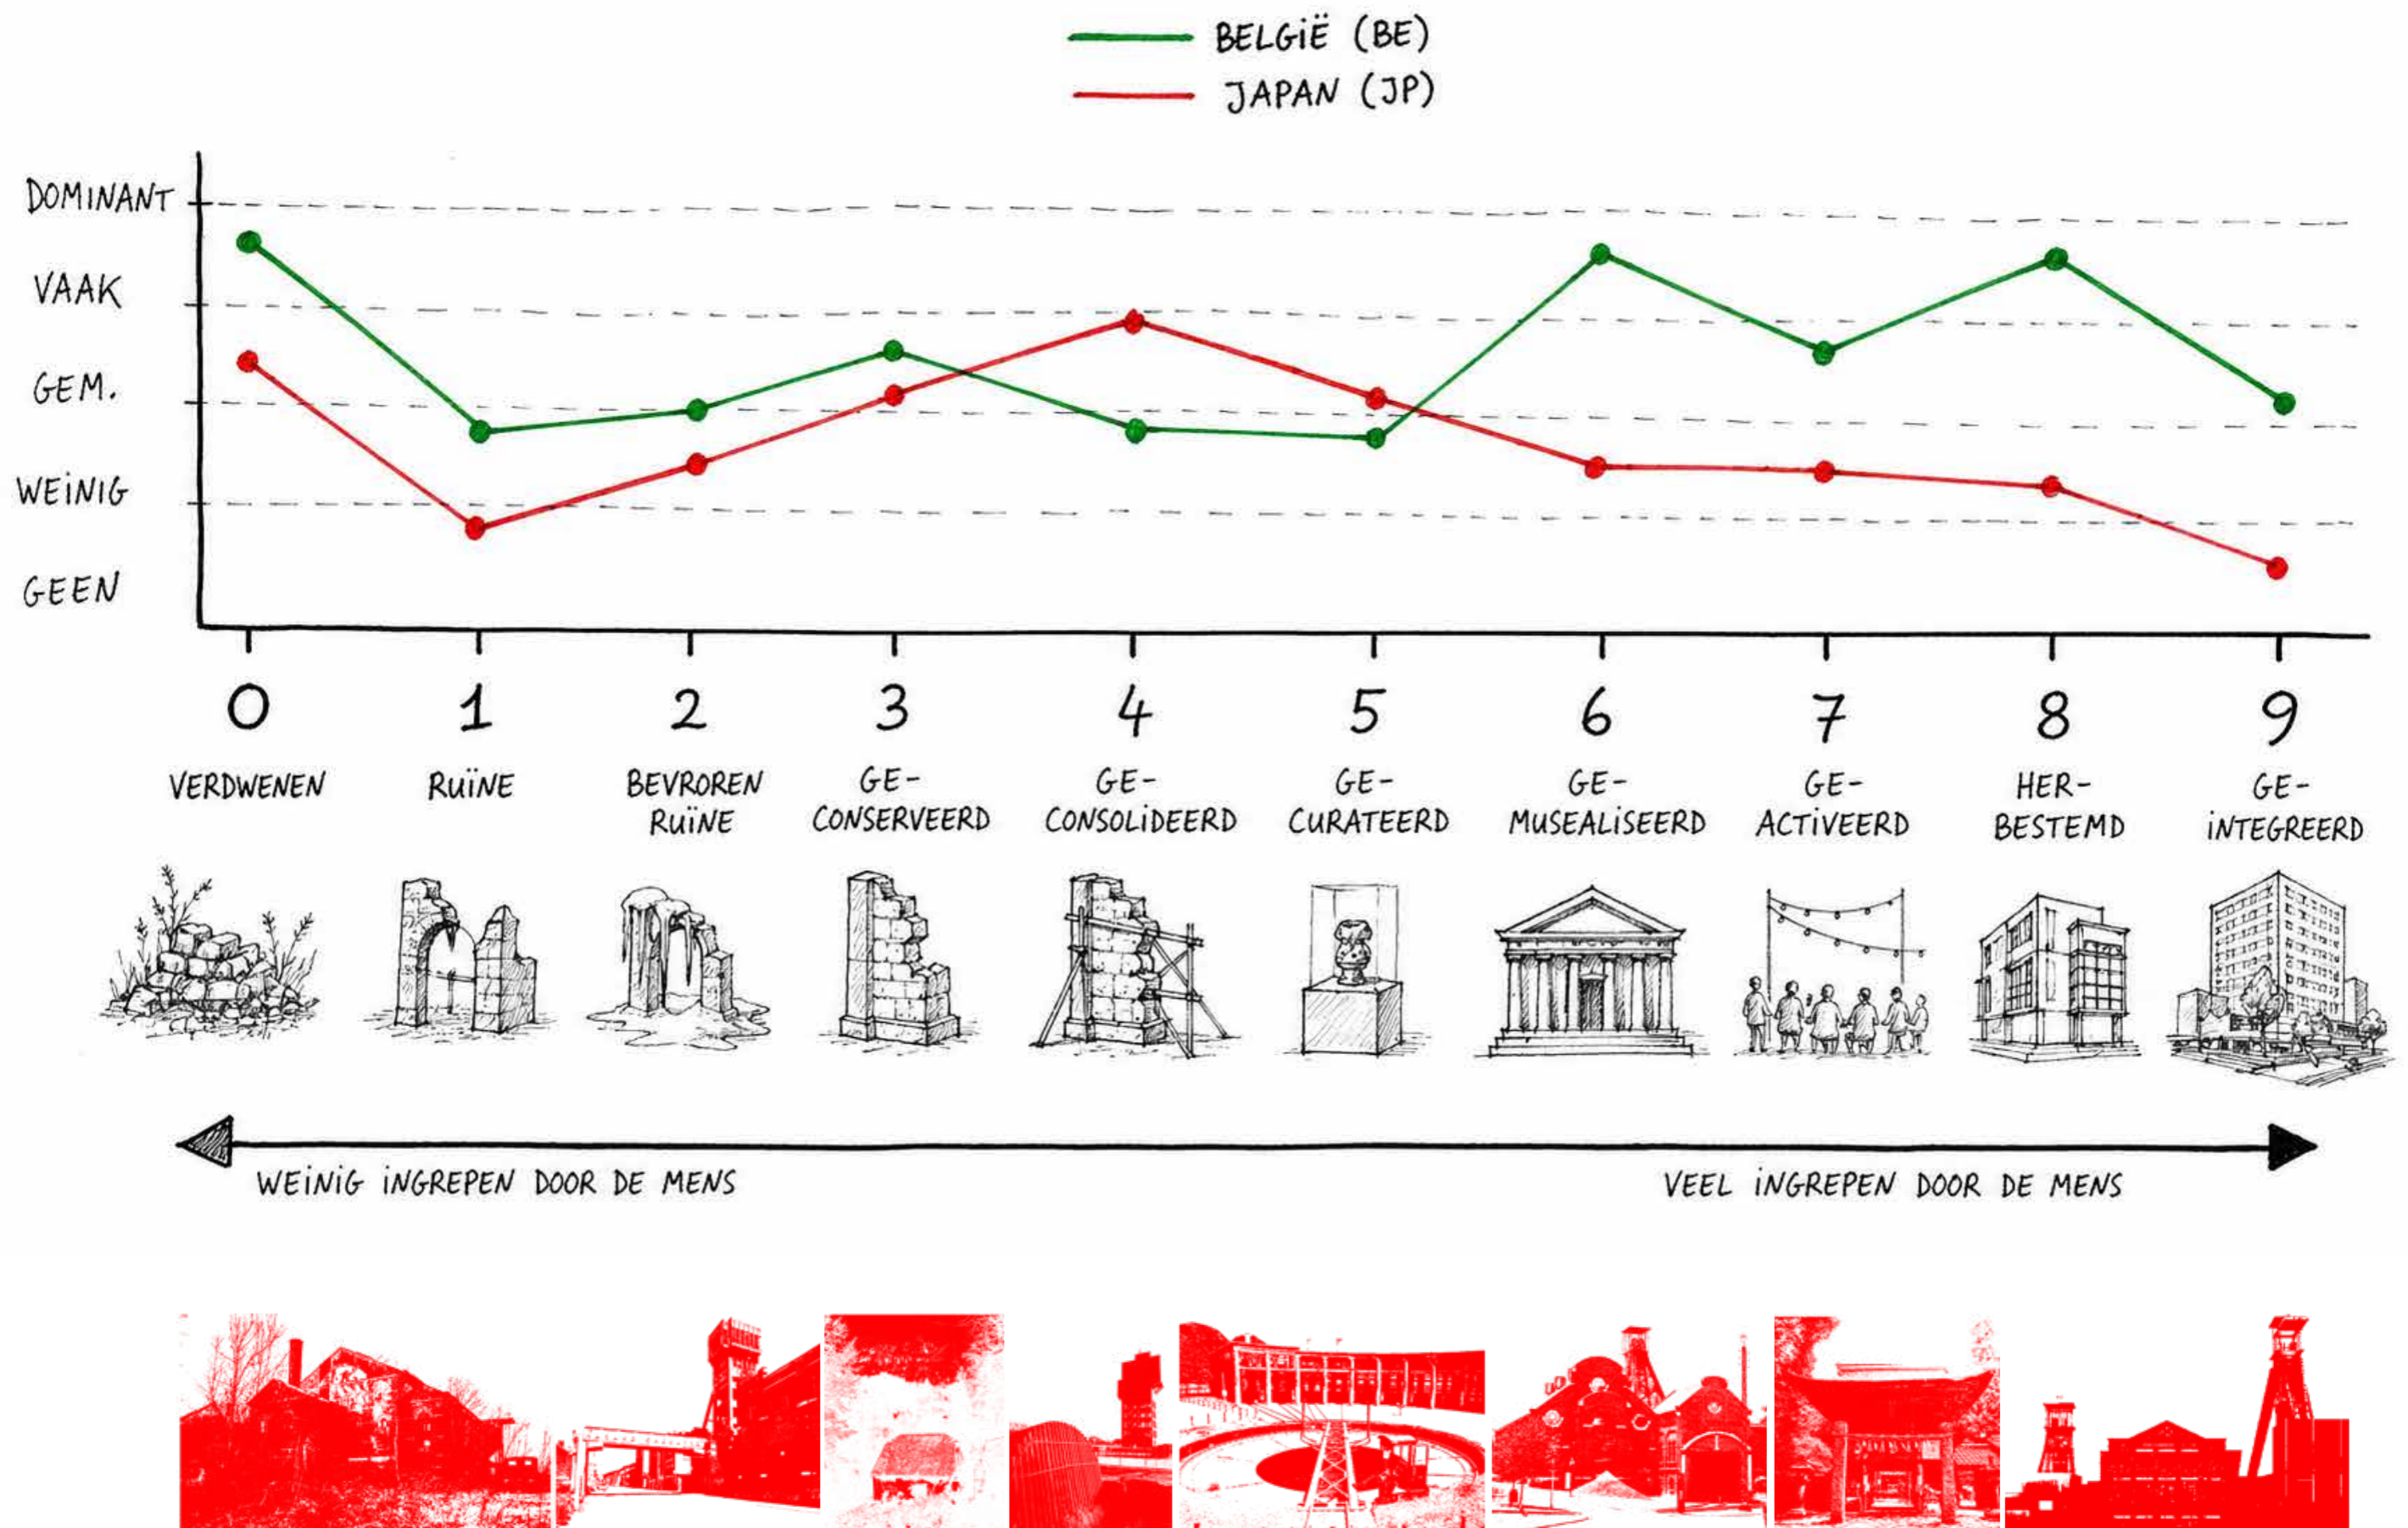 BELGIË (BE)
JAPAN (JP)
DOMINANT
VAAK
GEM.
WEINIG
GEEN
0 1 2 3 4 5 6 7 8 9
VERDWENEN
RUÏNE
BEVROREN
RUÏNE
GE-
CONSERVEERD
GE-
CONSOLIDEERD
GE-
CURATEERD
GE-
MUSEALISEERD
GE-
ACTIVEERD
HER-
BESTEMD
GE-
INTEGREERD
WEINIG INGREPEN DOOR DE MENS
VEEL INGREPEN DOOR DE MENS